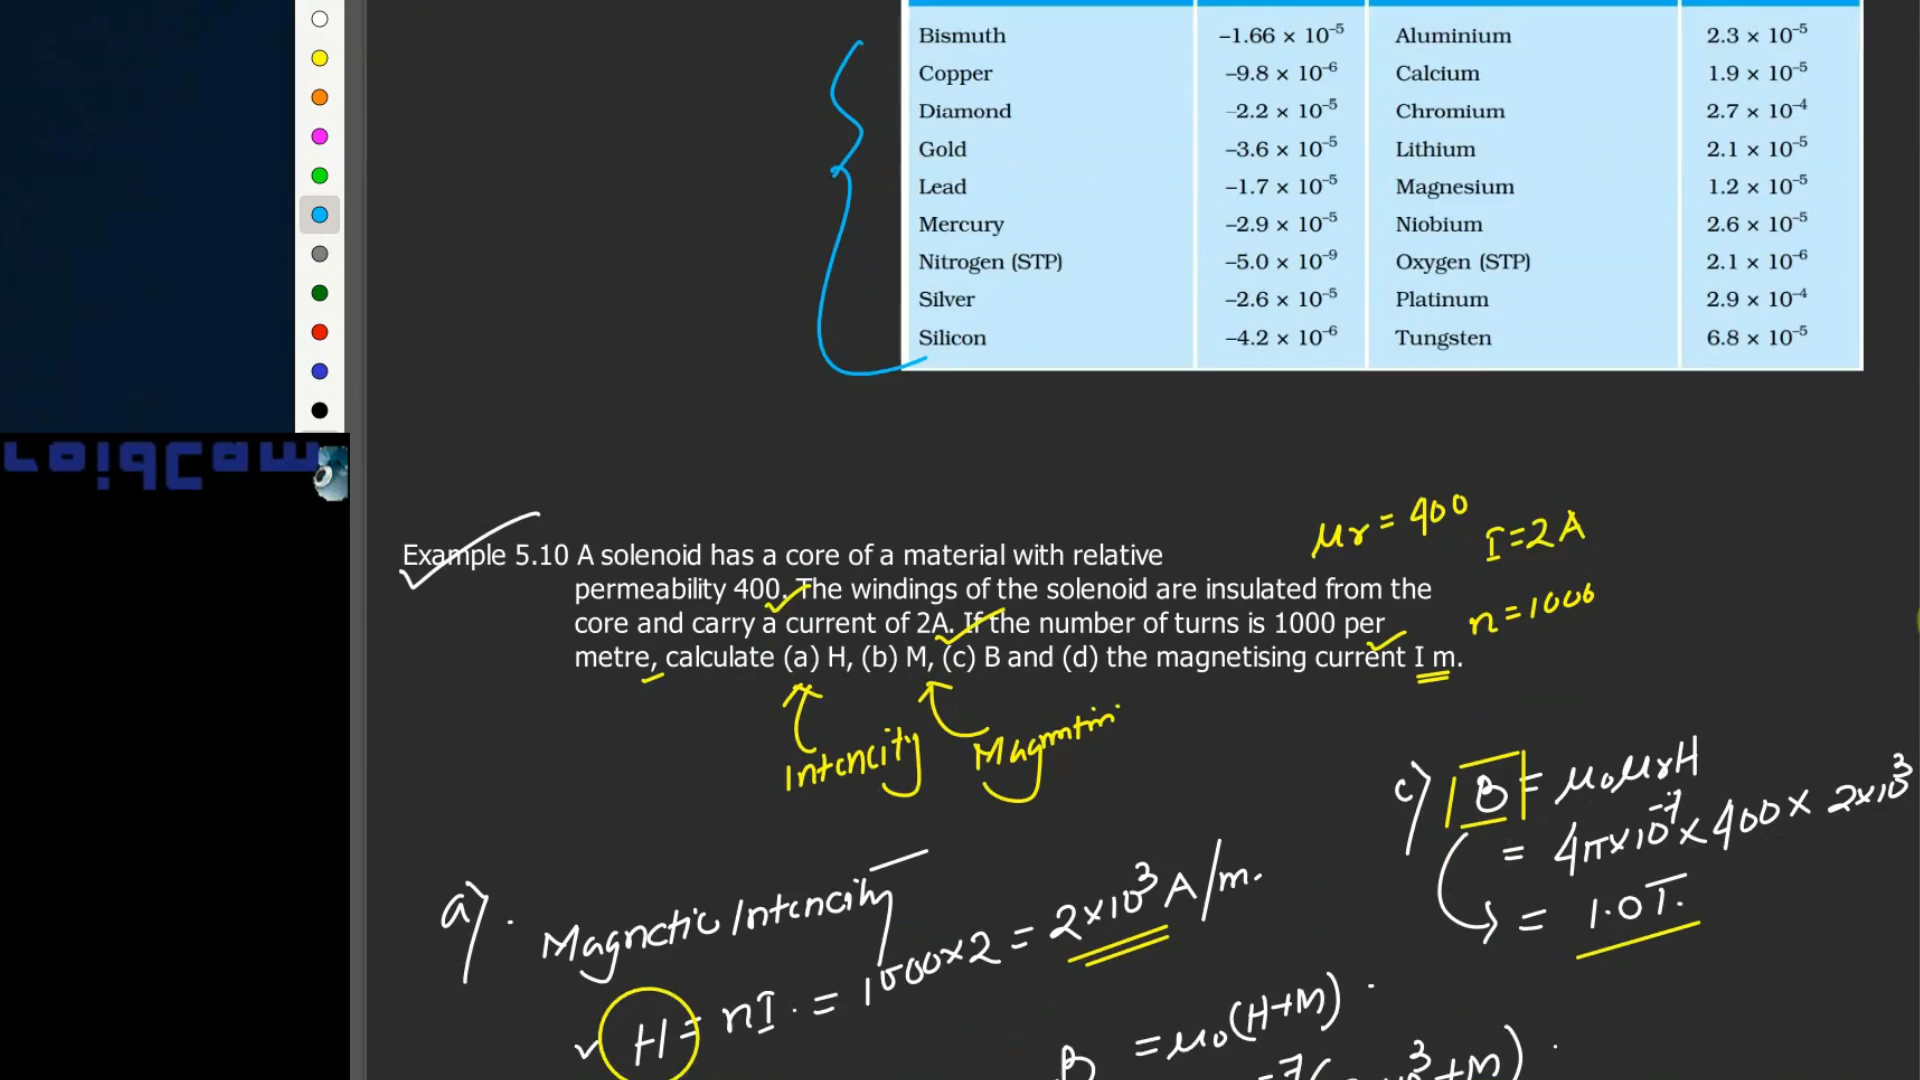 Bismuth –1.66 × 10⁻⁵ Aluminium 2.3 × 10⁻⁵
Copper –9.8 × 10⁻⁶ Calcium 1.9 × 10⁻⁵
Diamond –2.2 × 10⁻⁵ Chromium 2.7 × 10⁻⁴
Gold –3.6 × 10⁻⁵ Lithium 2.1 × 10⁻⁵
Lead –1.7 × 10⁻⁵ Magnesium 1.2 × 10⁻⁵
Mercury –2.9 × 10⁻⁵ Niobium 2.6 × 10⁻⁵
Nitrogen (STP) –5.0 × 10⁻⁹ Oxygen (STP) 2.1 × 10⁻⁶
Silver –2.6 × 10⁻⁵ Platinum 2.9 × 10⁻⁴
Silicon –4.2 × 10⁻⁶ Tungsten 6.8 × 10⁻⁵
μr = 400
I = 2 A
n = 1000
Example 5.10 A solenoid has a core of a material with relative
permeability 400. The windings of the solenoid are insulated from the
core and carry a current of 2A. If the number of turns is 1000 per
metre, calculate (a) H, (b) M, (c) B and (d) the magnetising current I m.
Intencity
a) . Magnetic Intencity
H = nI . = 1000×2 = 2×10³ A/m.
c) B = μ₀μrH
= 4π×10⁻⁷ × 400 × 2×10³
= 1.0 T.
B = μ₀(H+M) .